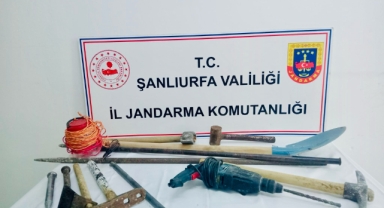 T.C.
ŞANLIURFA VALİLİĞİ
İL JANDARMA KOMUTANLIĞI